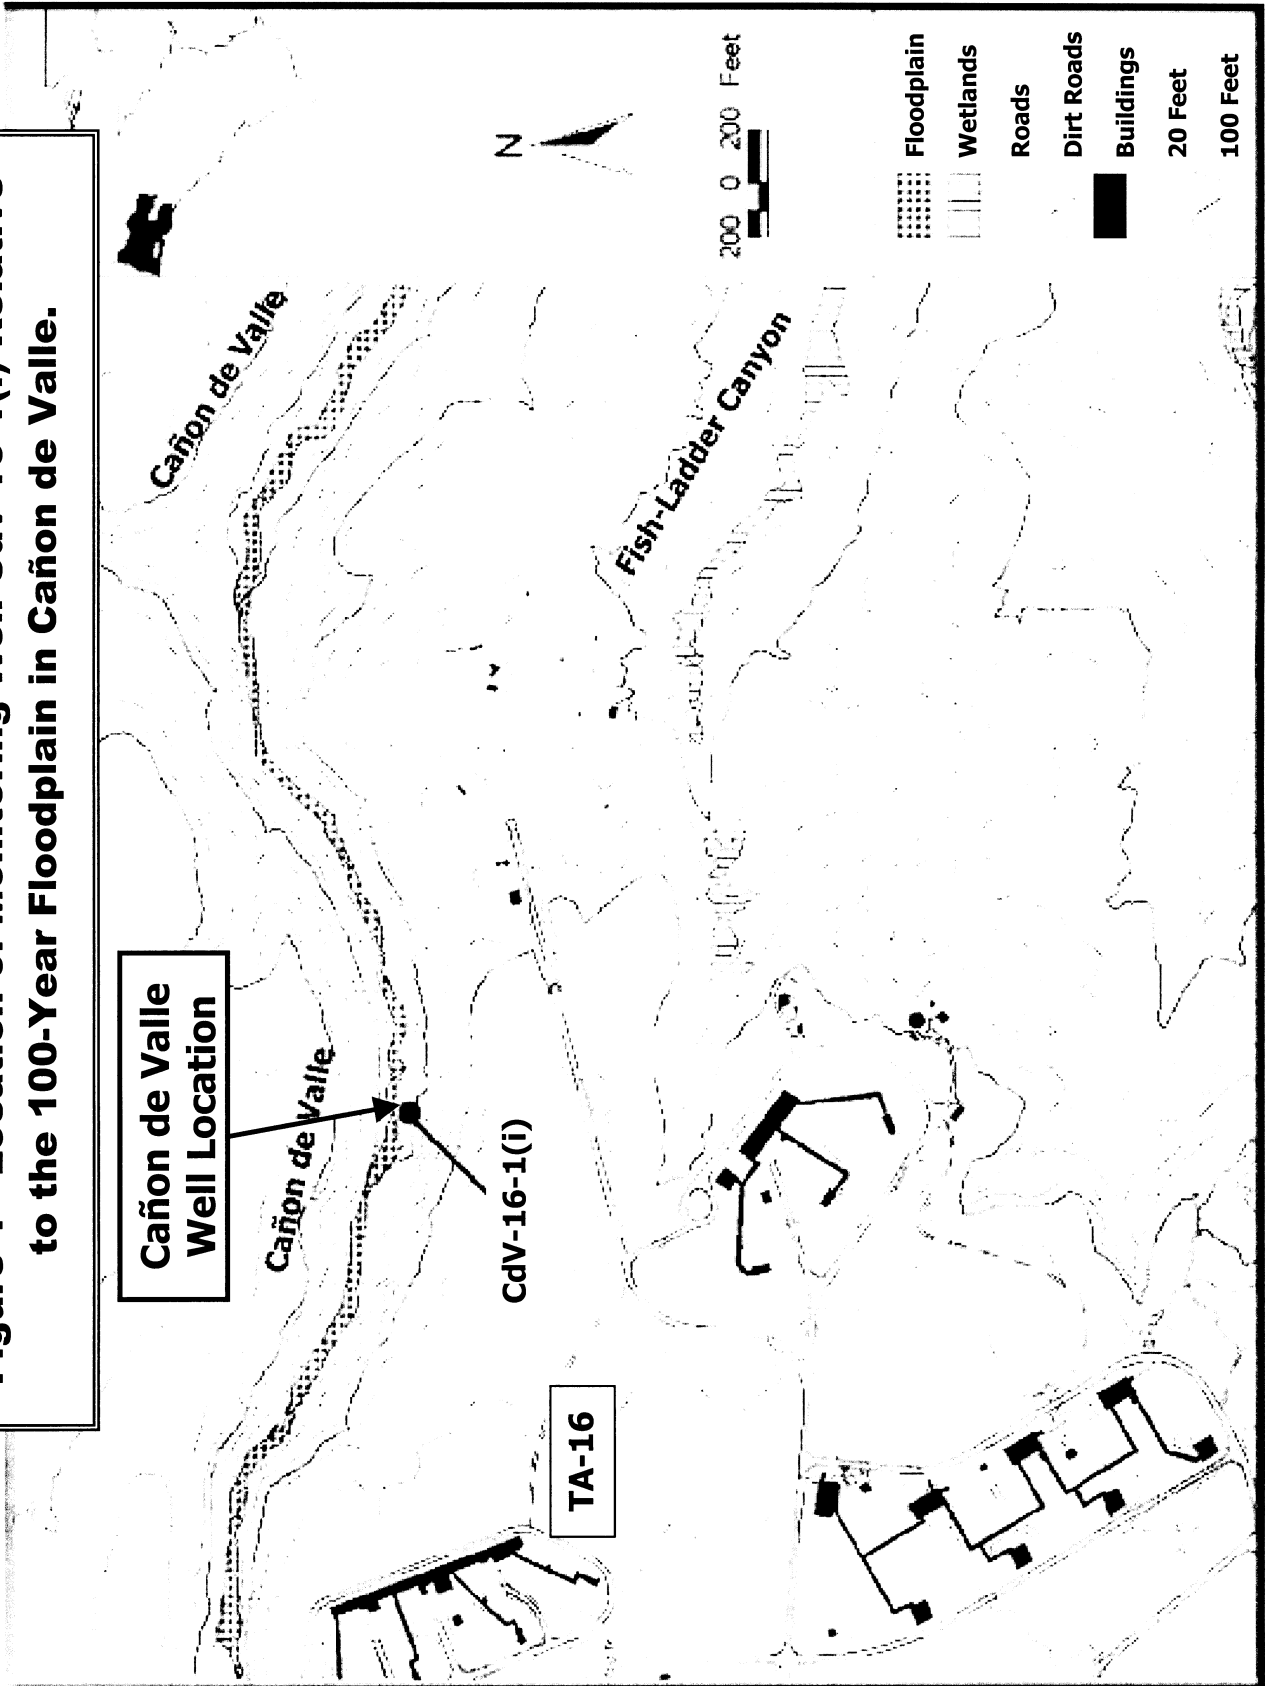 to the 100-Year Floodplain in Cañon de Valle.
Cañon de Valle
Well Location
Cañon de Valle
Cañon de Valle
CdV-16-1(i)
TA-16
Fish-Ladder Canyon
N
200 0 200 Feet
Floodplain
Wetlands
Roads
Dirt Roads
Buildings
20 Feet
100 Feet